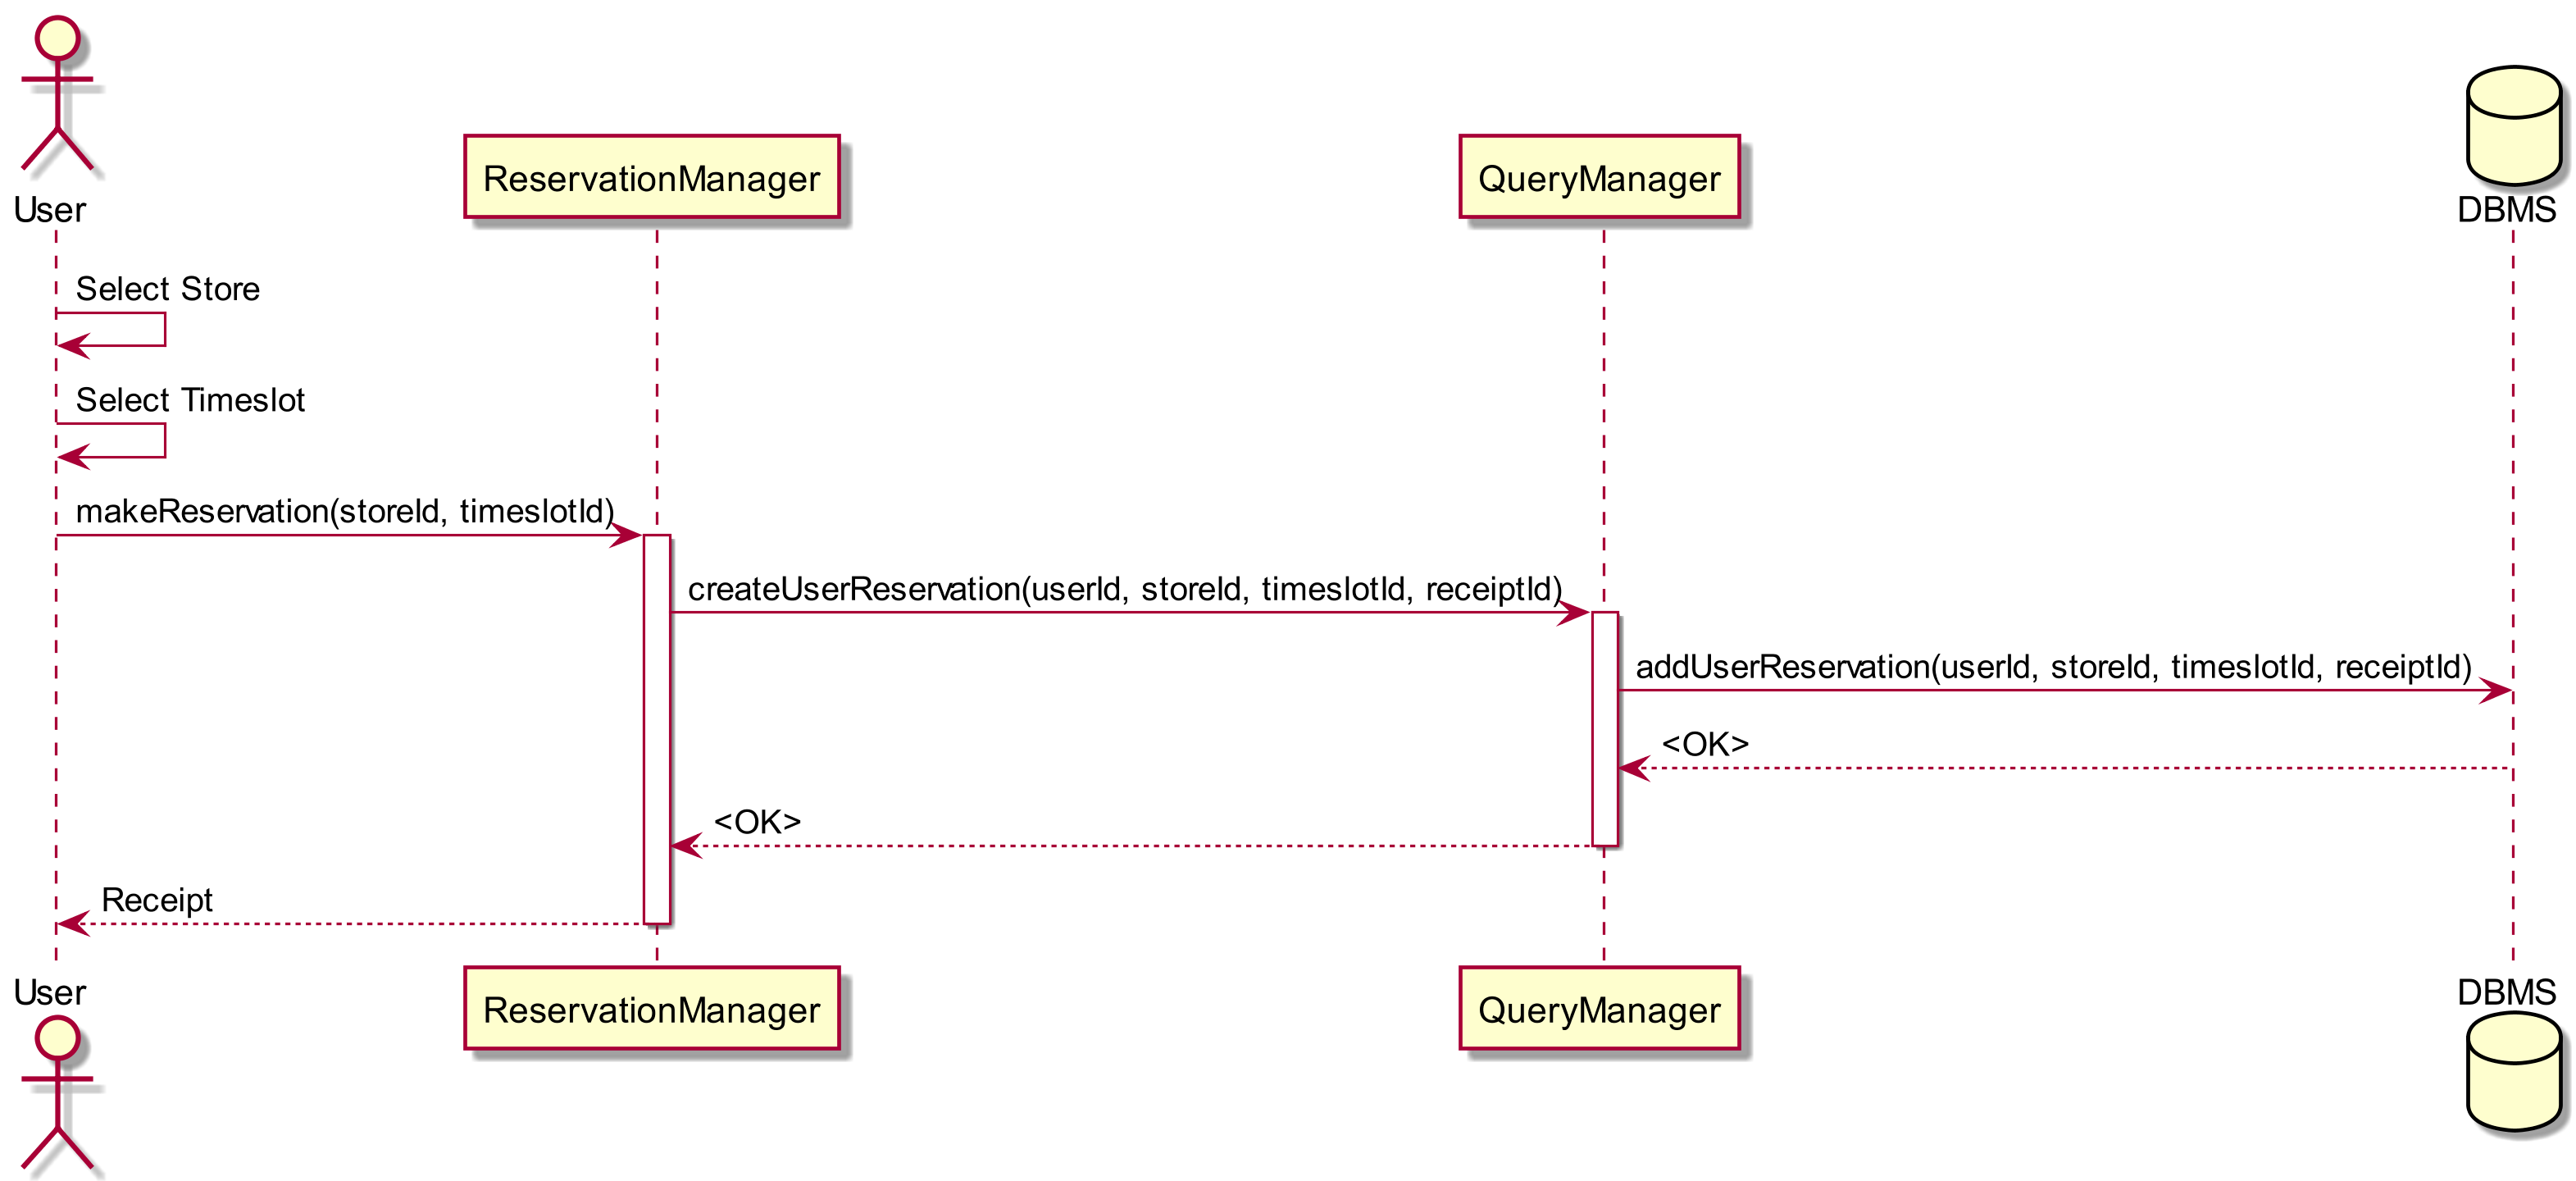 User
ReservationManager
QueryManager
DBMS
Select Store
Select Timeslot
makeReservation(storeId, timeslotId)
createUserReservation(userId, storeId, timeslotId, receiptId)
addUserReservation(userId, storeId, timeslotId, receiptId)
<OK>
<OK>
Receipt
User
ReservationManager
QueryManager
DBMS